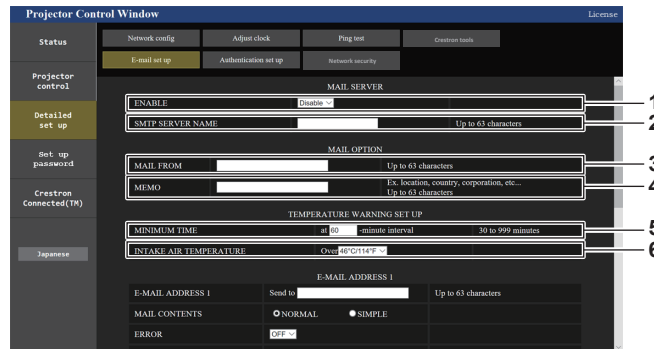 Projector Control Window License
Status
Network config Adjust clock Ping test Crestron tools
E-mail set up Authentication set up Network security
Projector
control
Detailed
set up
Set up
password
Crestron
Connected(TM)
Japanese
MAIL SERVER
ENABLE Disable 1
SMTP SERVER NAME Up to 63 characters 2
MAIL OPTION
MAIL FROM Up to 63 characters 3
MEMO Ex. location, country, corporation, etc... 4
Up to 63 characters
TEMPERATURE WARNING SET UP
MINIMUM TIME at 60 -minute interval 30 to 999 minutes 5
INTAKE AIR TEMPERATURE Over 46°C/114°F 6
E-MAIL ADDRESS 1
E-MAIL ADDRESS 1 Send to Up to 63 characters
MAIL CONTENTS NORMAL SIMPLE
ERROR OFF